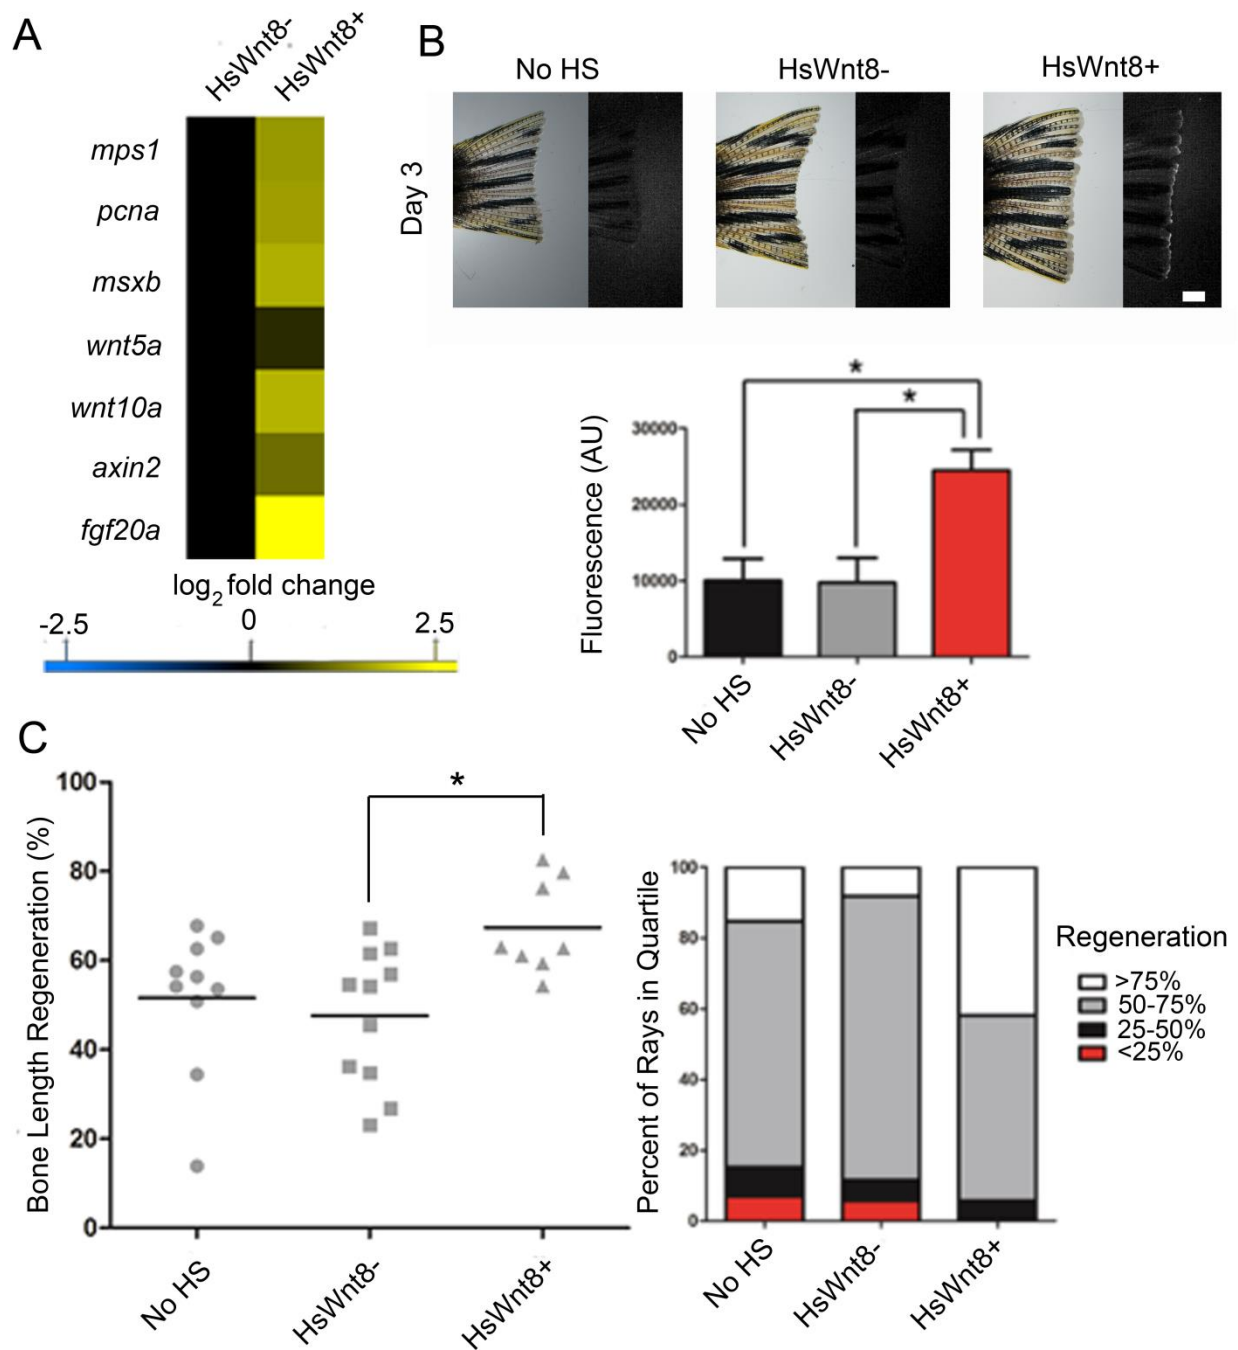 A
HsWnt8-
HsWnt8+
mps1
pcna
msxb
wnt5a
wnt10a
axin2
fgf20a
log2 fold change
-2.5
0
2.5
B
No HS
HsWnt8-
HsWnt8+
Day 3
*
*
Fluorescence (AU)
30000
20000
10000
0
No HS
HsWnt8-
HsWnt8+
C
*
Bone Length Regeneration (%)
100
80
60
40
20
0
No HS
HsWnt8-
HsWnt8+
Percent of Rays in Quartile
100
80
60
40
20
0
No HS
HsWnt8-
HsWnt8+
Regeneration
>75%
50-75%
25-50%
<25%